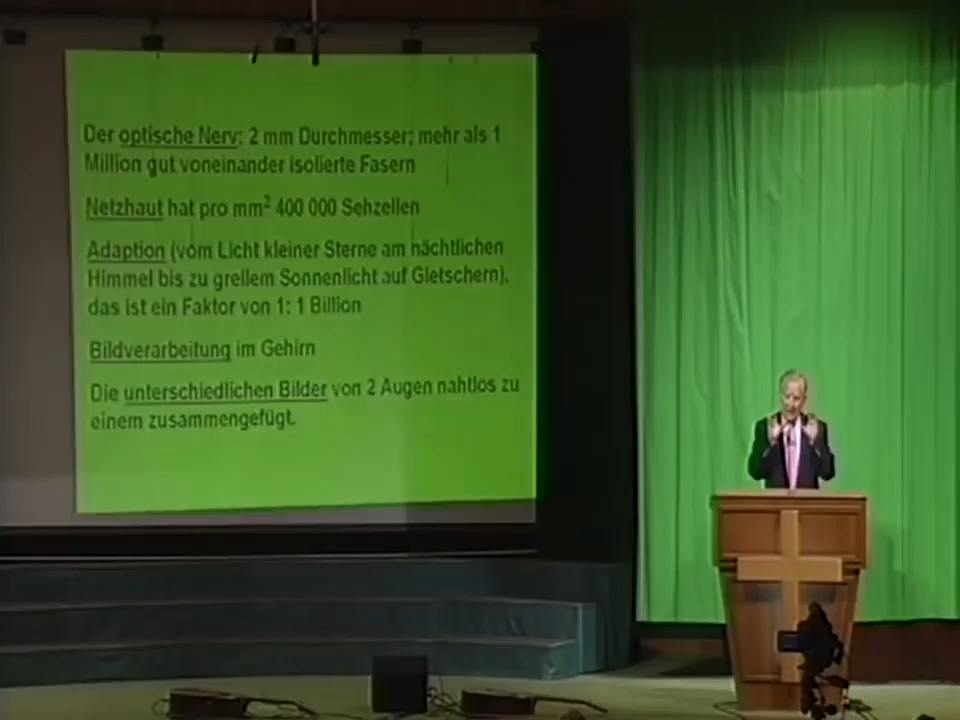 Der optische Nerv: 2 mm Durchmesser; mehr als 1
Million gut voneinander isolierte Fasern
Netzhaut hat pro mm² 400 000 Sehzellen
Adaption (vom Licht kleiner Sterne am nächtlichen
Himmel bis zu grellem Sonnenlicht auf Gletschern),
das ist ein Faktor von 1: 1 Billion
Bildverarbeitung im Gehirn
Die unterschiedlichen Bilder von 2 Augen nahtlos zu
einem zusammengefügt.